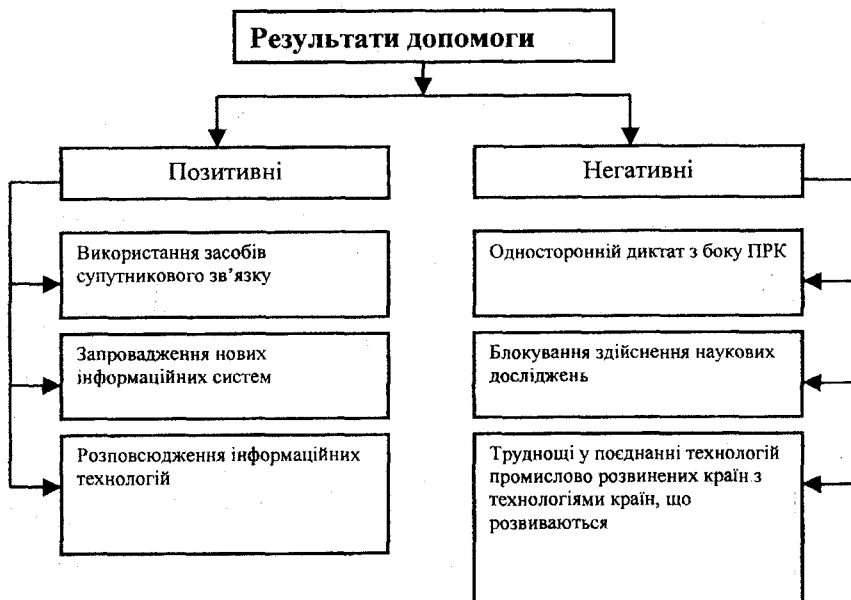 Результати допомоги
Позитивні
Використання засобів
супутникового зв’язку
Запровадження нових
інформаційних систем
Розповсюдження інформаційних
технологій
Негативні
Односторонній диктат з боку ПРК
Блокування здійснення наукових
досліджень
Труднощі у поєднанні технологій
промислово розвинених країн з
технологіями країн, що
розвиваються